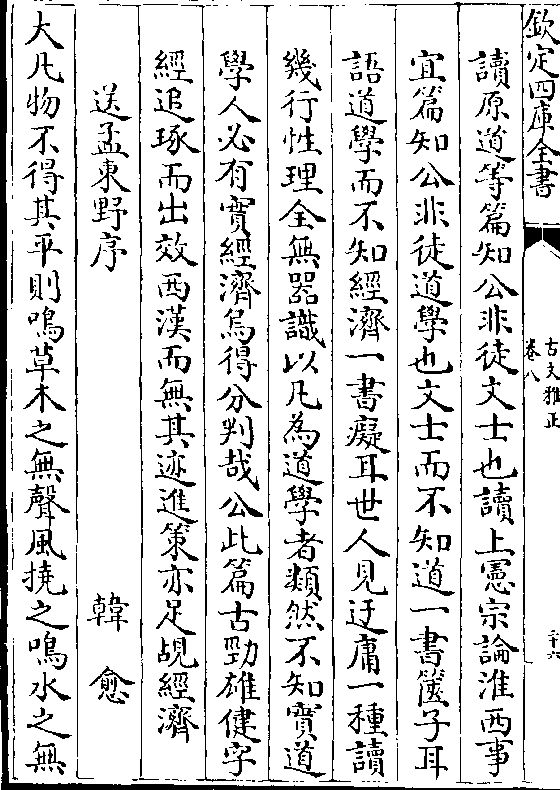 欽定四庫全書
古文雅正
卷八
二十六
讀原道等篇知公非徒文士也讀上憲宗論淮西事
宜篇知公非徒道學也文士而不知道一書篋子耳
語道學而不知經濟一書癡耳世人見迂庸一種讀
幾行性理全無器識以凡為道學者類然不知實道
學人必有實經濟烏得分判哉公此篇古勁雄健字
經追琢而出效西漢而無其迹進策亦足覘經濟
送孟東野序
韓愈
大凡物不得其平則鳴草木之無聲風撓之鳴水之無